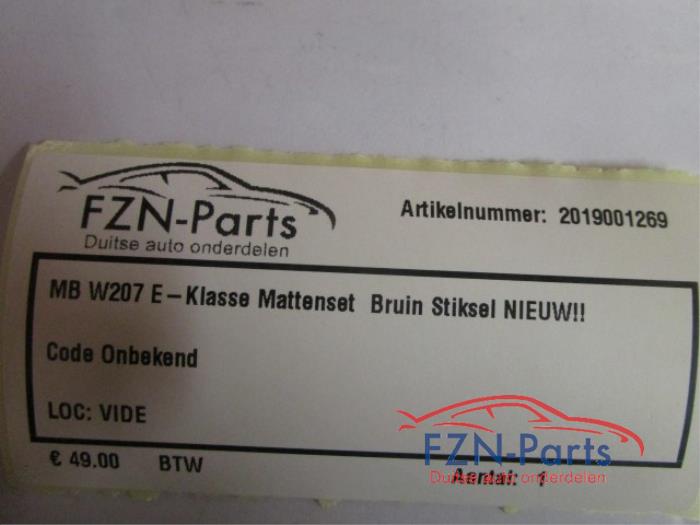 FZN-Parts
Duitse auto onderdelen
Artikelnummer: 2019001269
MB W207 E-Klasse Mattenset Bruin Stiksel NIEUW!!
Code Onbekend
LOC: VIDE
€ 49.00 BTW
Aantal: 1
FZN-Parts
Duitse auto onderdelen